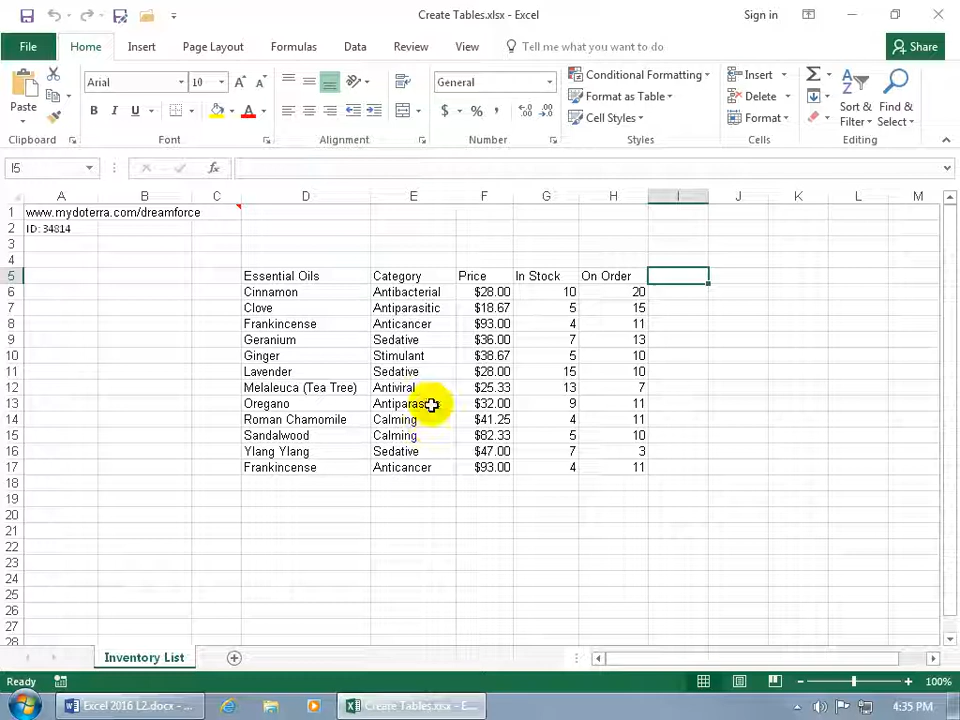 Create Tables.xlsx - Excel
Sign in
File Home Insert Page Layout Formulas Data Review View Tell me what you want to do Share
Paste
Arial 10
B I U A
General
$ % ,
Conditional Formatting
Format as Table
Cell Styles
Insert
Delete
Format
Sort & Filter
Find & Select
Clipboard Font Alignment Number Styles Cells Editing
I5 fx
A B C D E F G H I J K L M
1 www.mydoterra.com/dreamforce
2 ID: 34814
3
4
5 Essential Oils Category Price In Stock On Order
6 Cinnamon Antibacterial $28.00 10 20
7 Clove Antiparasitic $18.67 5 15
8 Frankincense Anticancer $93.00 4 11
9 Geranium Sedative $36.00 7 13
10 Ginger Stimulant $38.67 5 10
11 Lavender Sedative $28.00 15 10
12 Melaleuca (Tea Tree) Antiviral $25.33 13 7
13 Oregano Antiparasitic $32.00 9 11
14 Roman Chamomile Calming $41.25 4 11
15 Sandalwood Calming $82.33 5 10
16 Ylang Ylang Sedative $47.00 7 3
17 Frankincense Anticancer $93.00 4 11
18
19
20
21
22
23
24
25
26
27
28
Inventory List
Ready 100%
Excel 2016 L2.docx - ... Create Tables.xlsx - E... 4:35 PM